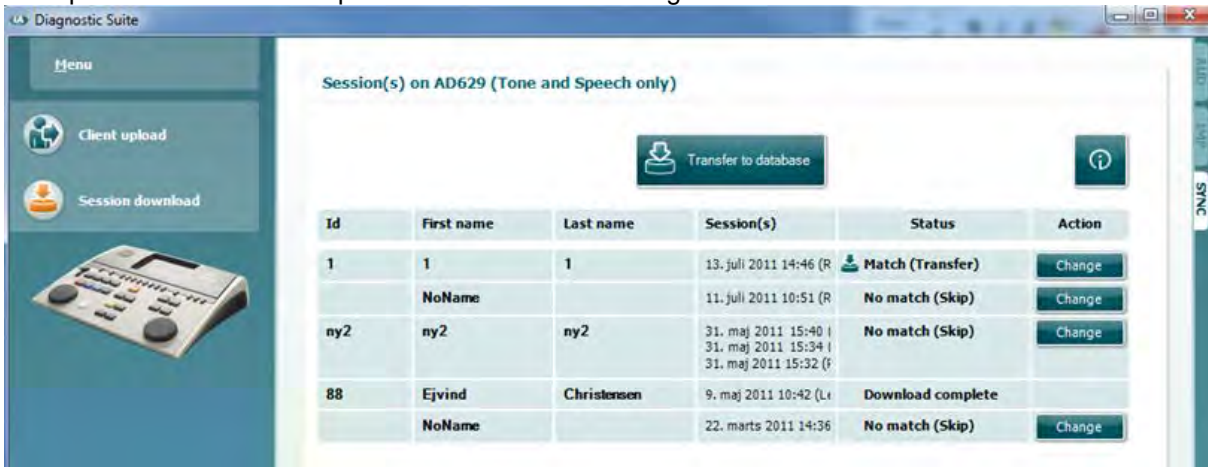 Diagnostic Suite
Menu
Client upload
Session download
Session(s) on AD629 (Tone and Speech only)
Transfer to database
AUD
IMP
SYNC
Id First name Last name Session(s) Status Action
1 1 1 13. juli 2011 14:46 (R Match (Transfer) Change
NoName 11. juli 2011 10:51 (R No match (Skip) Change
ny2 ny2 ny2 31. maj 2011 15:40 ( No match (Skip) Change
31. maj 2011 15:34 (
31. maj 2011 15:32 (R
88 Ejvind Christensen 9. maj 2011 10:42 (Le Download complete
NoName 22. marts 2011 14:36 No match (Skip) Change